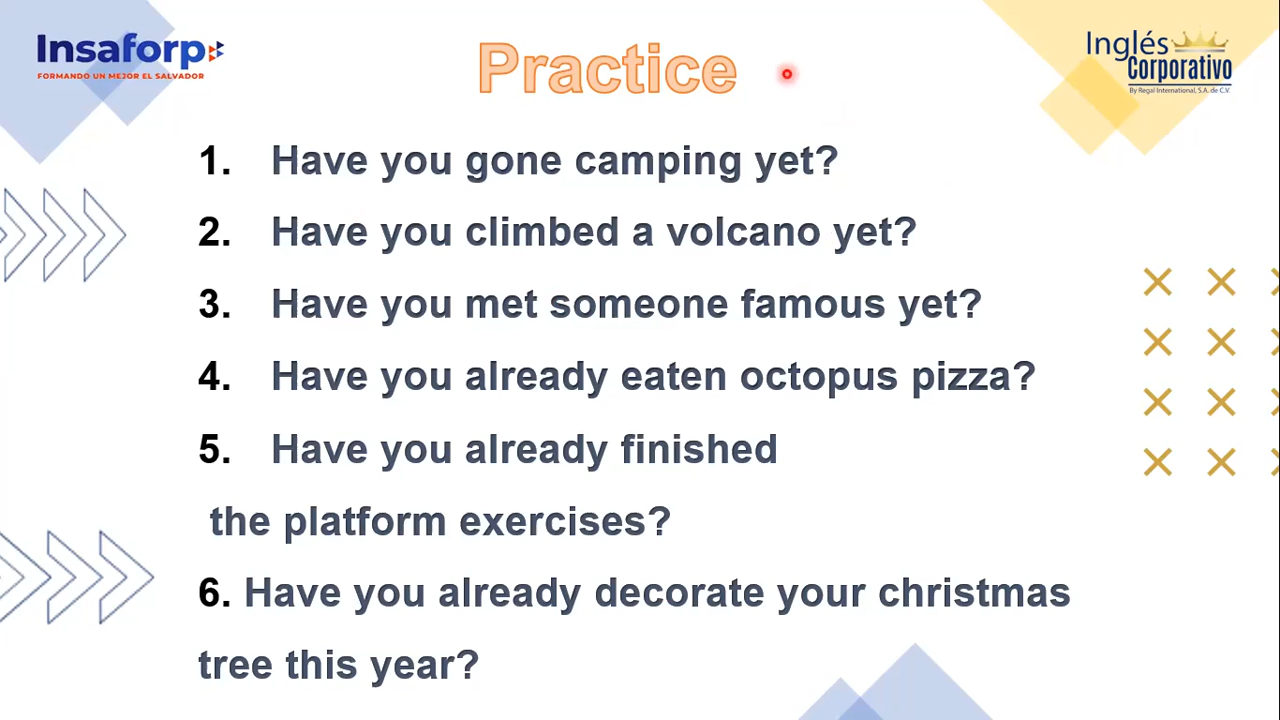 Insaforp
FORMANDO UN MEJOR EL SALVADOR
Practice
Inglés
Corporativo
By Regal International, S.A. de C.V.
1. Have you gone camping yet?
2. Have you climbed a volcano yet?
3. Have you met someone famous yet?
4. Have you already eaten octopus pizza?
5. Have you already finished
the platform exercises?
6. Have you already decorate your christmas
tree this year?